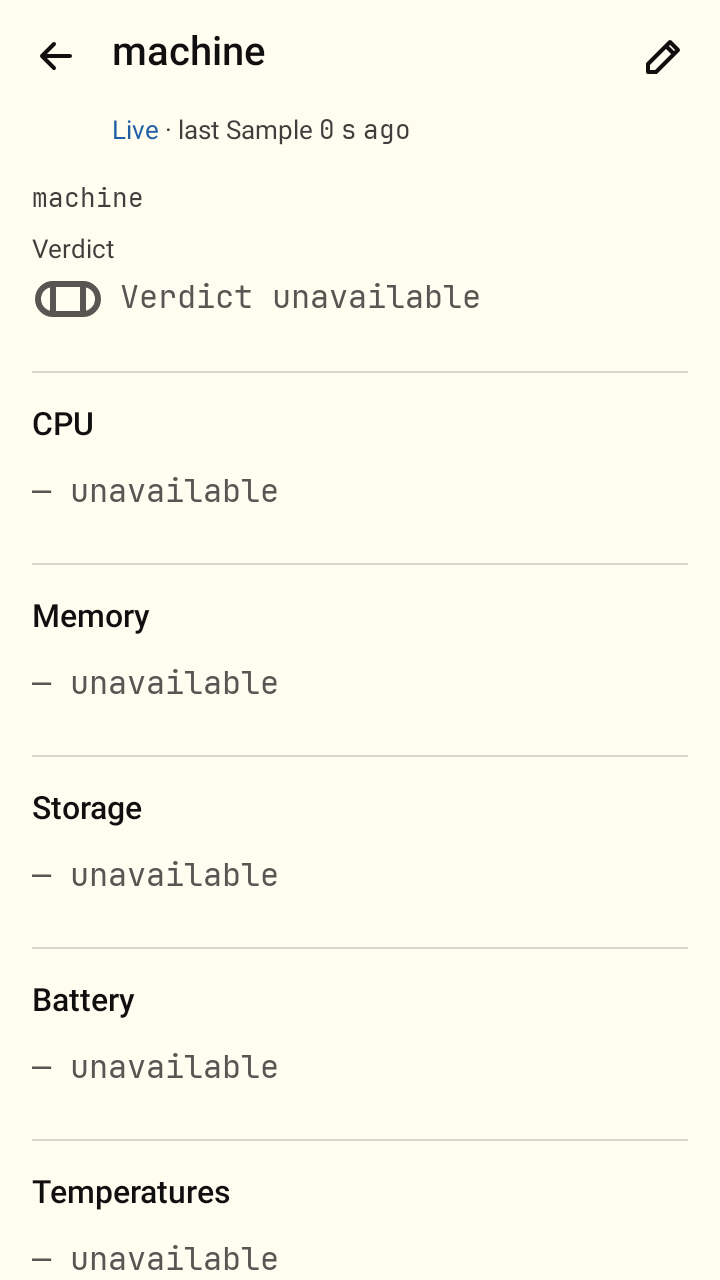 machine
Live · last Sample 0 s ago
machine
Verdict
Verdict unavailable
CPU
— unavailable
Memory
— unavailable
Storage
— unavailable
Battery
— unavailable
Temperatures
— unavailable